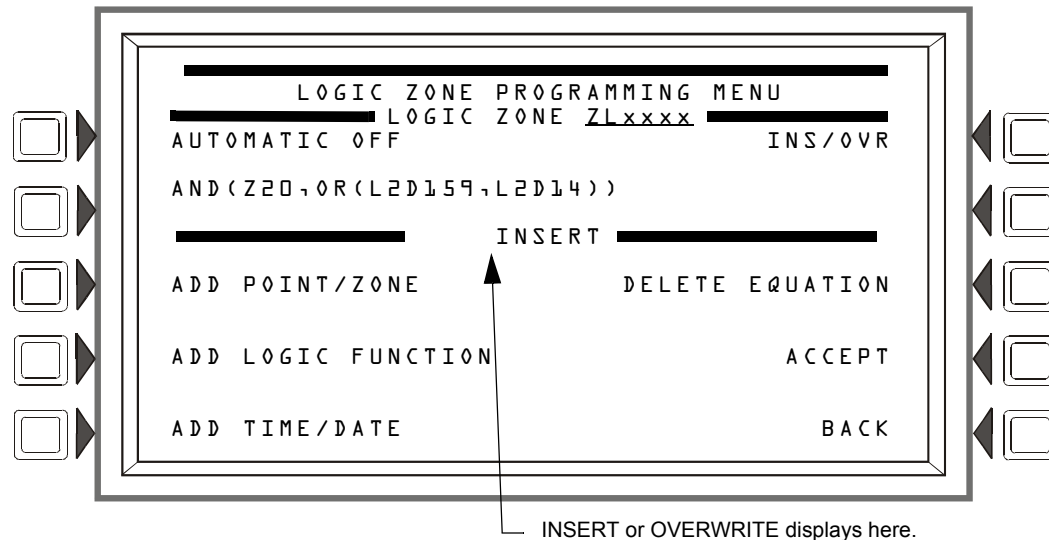 LOGIC ZONE PROGRAMMING MENU
LOGIC ZONE ZLxxxx
AUTOMATIC OFF INS/OVR
AND(Z20,OR(L2D159,L2D14))
INSERT
ADD POINT/ZONE DELETE EQUATION
ADD LOGIC FUNCTION ACCEPT
ADD TIME/DATE BACK
INSERT or OVERWRITE displays here.